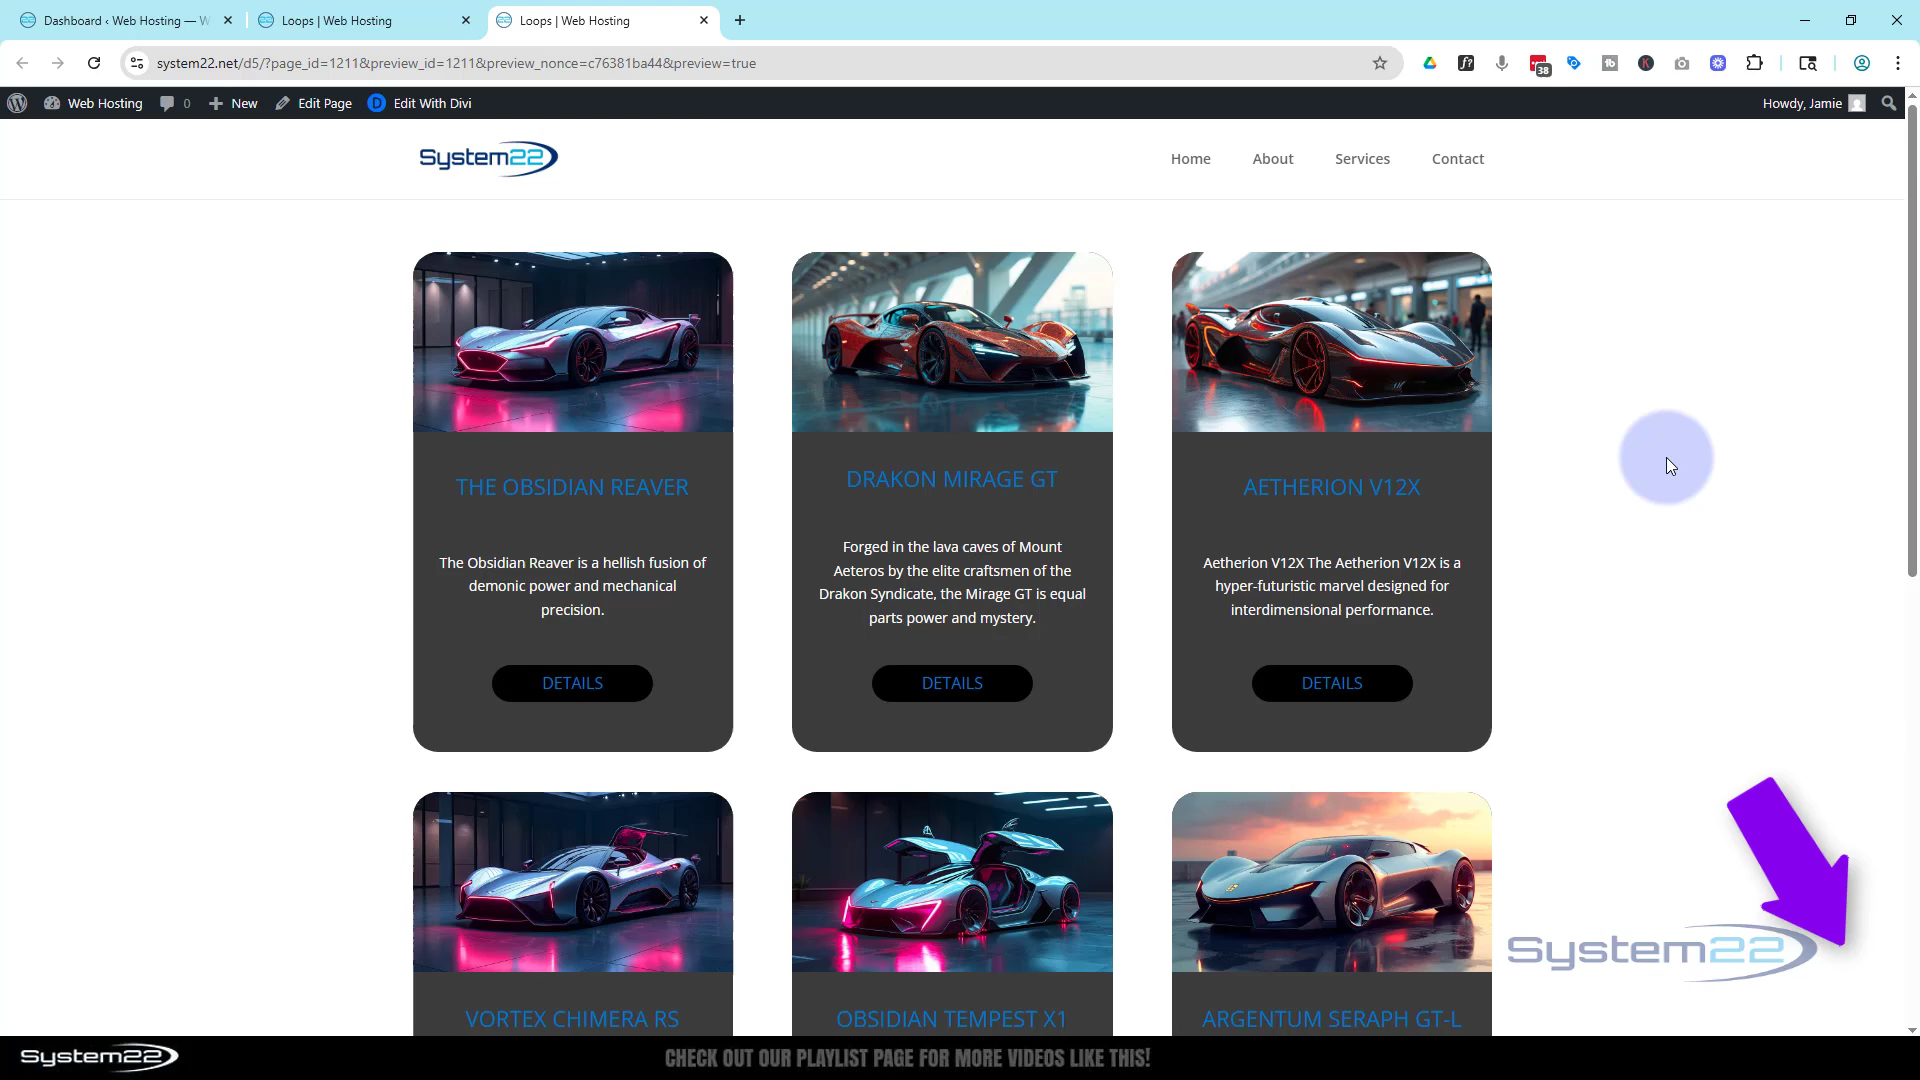 Dashboard ‹ Web Hosting — W
Loops | Web Hosting
Loops | Web Hosting
system22.net/d5/?page_id=1211&preview_id=1211&preview_nonce=c76381ba44&preview=true
38
Web Hosting
0
New
Edit Page
D
Edit With Divi
Howdy, Jamie
System22
Home
About
Services
Contact
THE OBSIDIAN REAVER
The Obsidian Reaver is a hellish fusion of
demonic power and mechanical
precision.
DETAILS
DRAKON MIRAGE GT
Forged in the lava caves of Mount
Aeteros by the elite craftsmen of the
Drakon Syndicate, the Mirage GT is equal
parts power and mystery.
DETAILS
AETHERION V12X
Aetherion V12X The Aetherion V12X is a
hyper-futuristic marvel designed for
interdimensional performance.
DETAILS
VORTEX CHIMERA RS
OBSIDIAN TEMPEST X1
ARGENTUM SERAPH GT-L
System22
System22
CHECK OUT OUR PLAYLIST PAGE FOR MORE VIDEOS LIKE THIS!